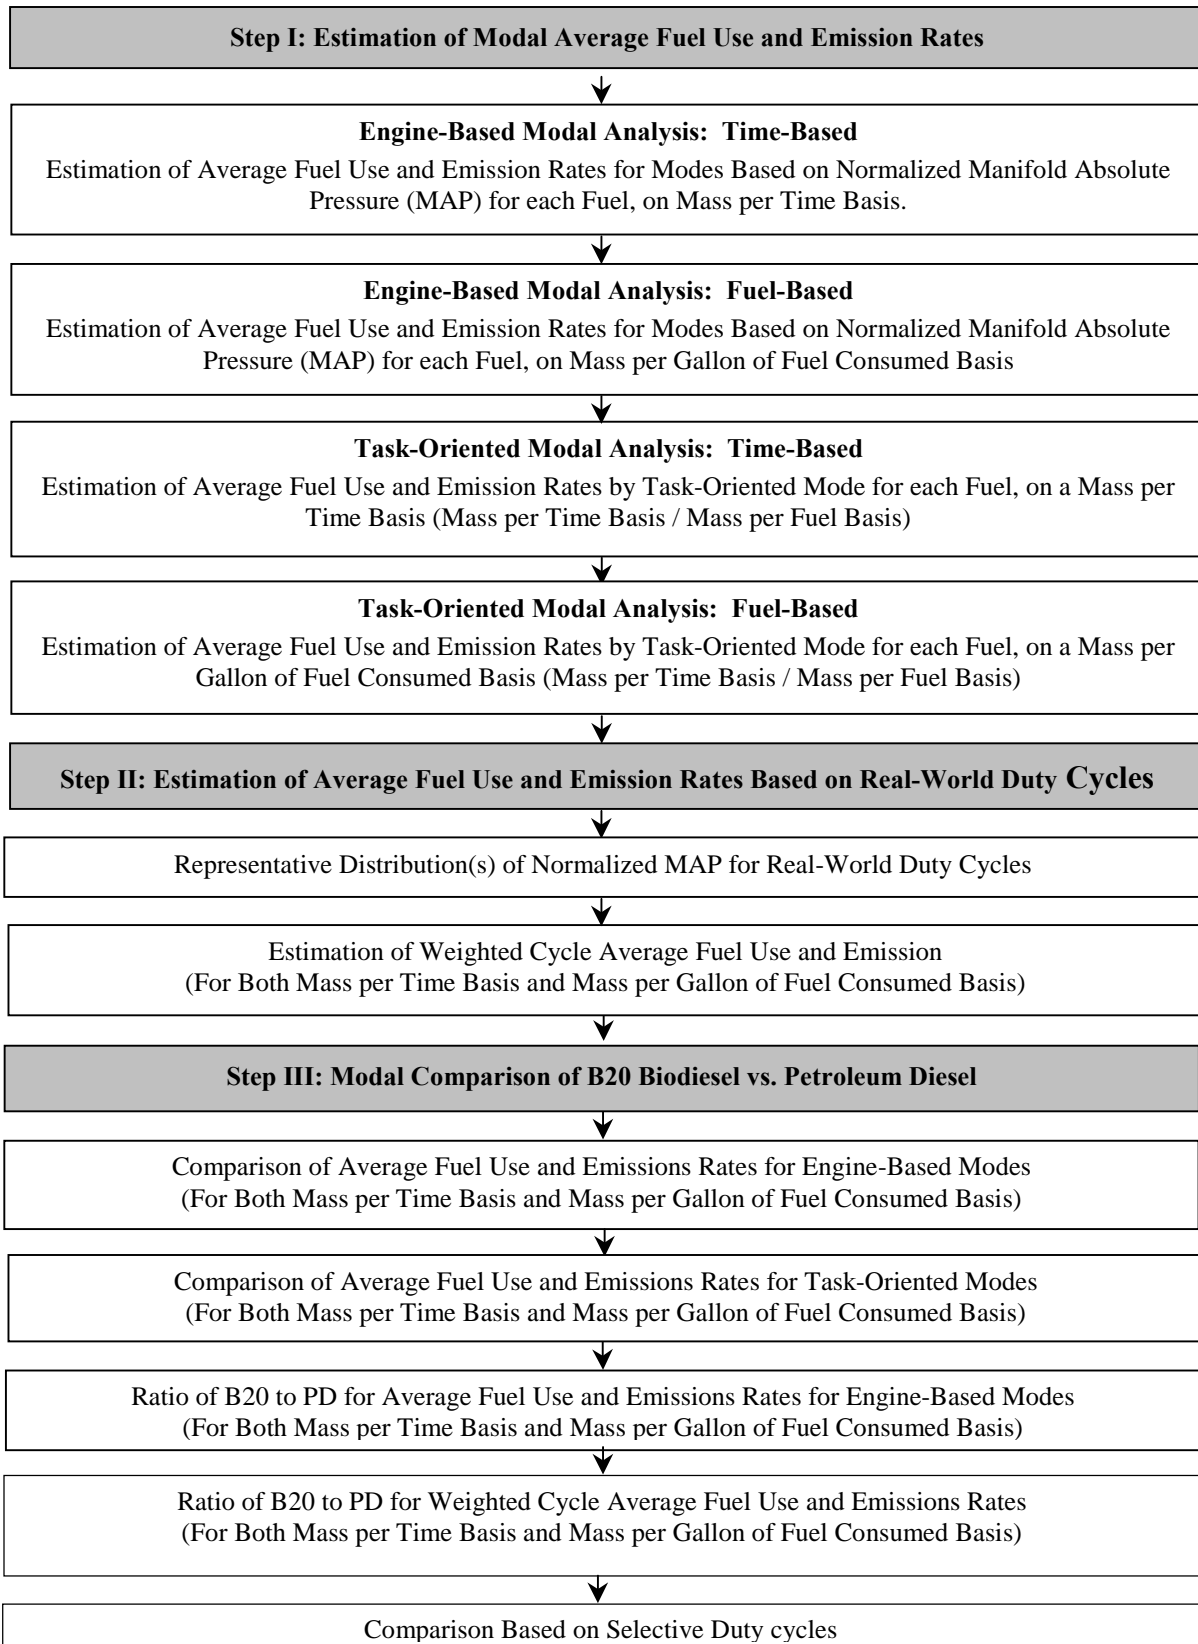 Step I: Estimation of Modal Average Fuel Use and Emission Rates
Engine-Based Modal Analysis:  Time-Based
Estimation of Average Fuel Use and Emission Rates for Modes Based on Normalized Manifold Absolute
Pressure (MAP) for each Fuel, on Mass per Time Basis.
Engine-Based Modal Analysis:  Fuel-Based
Estimation of Average Fuel Use and Emission Rates for Modes Based on Normalized Manifold Absolute
Pressure (MAP) for each Fuel, on Mass per Gallon of Fuel Consumed Basis
Task-Oriented Modal Analysis:  Time-Based
Estimation of Average Fuel Use and Emission Rates by Task-Oriented Mode for each Fuel, on a Mass per
Time Basis (Mass per Time Basis / Mass per Fuel Basis)
Task-Oriented Modal Analysis:  Fuel-Based
Estimation of Average Fuel Use and Emission Rates by Task-Oriented Mode for each Fuel, on a Mass per
Gallon of Fuel Consumed Basis (Mass per Time Basis / Mass per Fuel Basis)
Step II: Estimation of Average Fuel Use and Emission Rates Based on Real-World Duty Cycles
Representative Distribution(s) of Normalized MAP for Real-World Duty Cycles
Estimation of Weighted Cycle Average Fuel Use and Emission
(For Both Mass per Time Basis and Mass per Gallon of Fuel Consumed Basis)
Step III: Modal Comparison of B20 Biodiesel vs. Petroleum Diesel
Comparison of Average Fuel Use and Emissions Rates for Engine-Based Modes
(For Both Mass per Time Basis and Mass per Gallon of Fuel Consumed Basis)
Comparison of Average Fuel Use and Emissions Rates for Task-Oriented Modes
(For Both Mass per Time Basis and Mass per Gallon of Fuel Consumed Basis)
Ratio of B20 to PD for Average Fuel Use and Emissions Rates for Engine-Based Modes
(For Both Mass per Time Basis and Mass per Gallon of Fuel Consumed Basis)
Ratio of B20 to PD for Weighted Cycle Average Fuel Use and Emissions Rates
(For Both Mass per Time Basis and Mass per Gallon of Fuel Consumed Basis)
Comparison Based on Selective Duty cycles